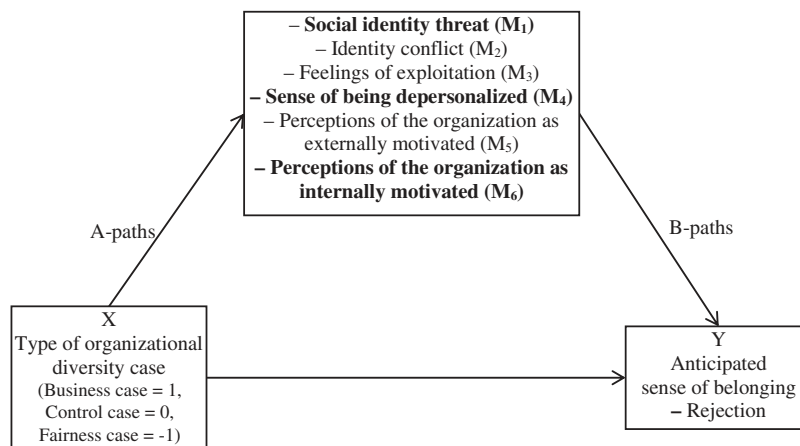 – Social identity threat (M₁)
– Identity conflict (M₂)
– Feelings of exploitation (M₃)
– Sense of being depersonalized (M₄)
– Perceptions of the organization as
externally motivated (M₅)
– Perceptions of the organization as
internally motivated (M₆)
A-paths
B-paths
X
Type of organizational
diversity case
(Business case = 1,
Control case = 0,
Fairness case = -1)
Y
Anticipated
sense of belonging
– Rejection